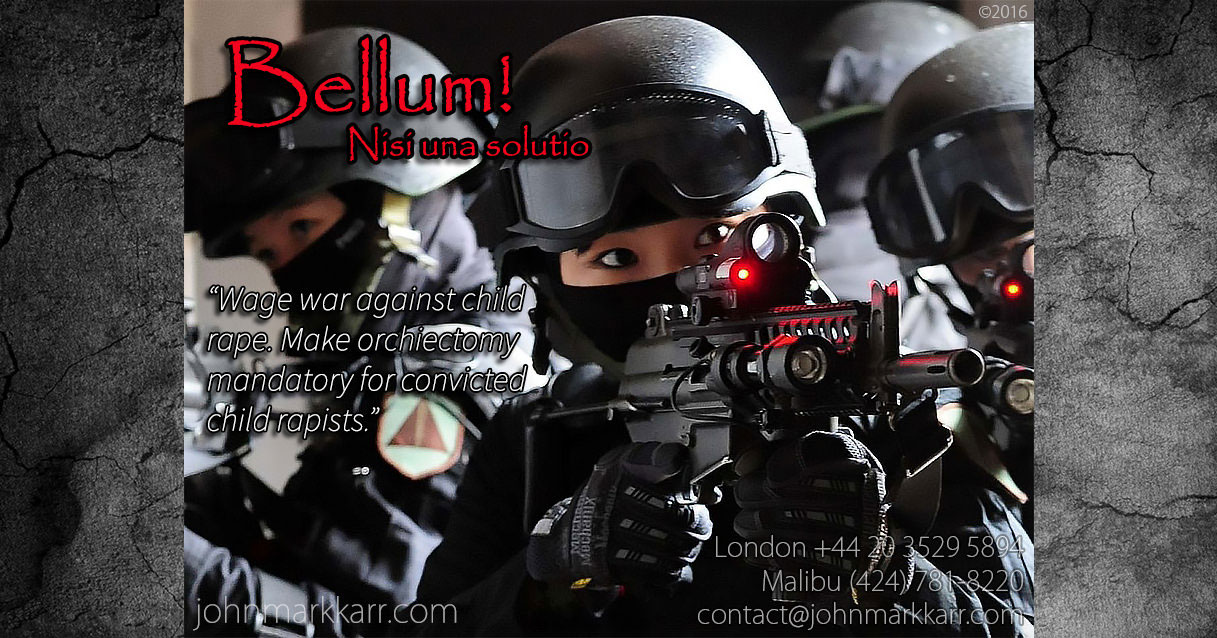 ©2016
Bellum!
Nisi una solutio
“Wage war against child
rape. Make orchiectomy
mandatory for convicted
child rapists.”
London +44 20 3529 5894
Malibu (424) 781-8220
johnmarkkarr.com
contact@johnmarkkarr.com